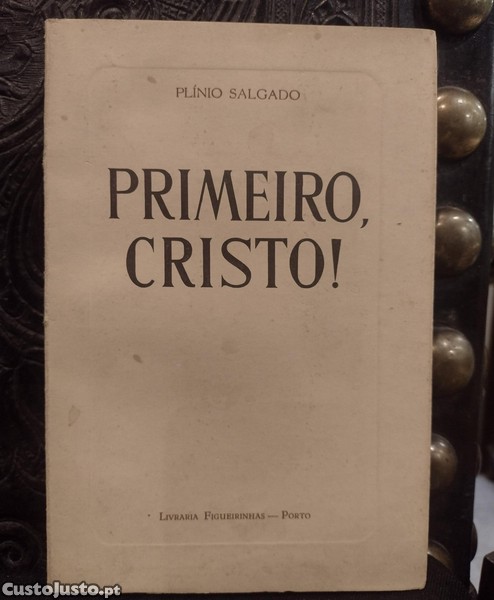 PLÍNIO SALGADO
PRIMEIRO,
CRISTO!
LIVRARIA FIGUEIRINHAS — PORTO
CustoJusto.pt